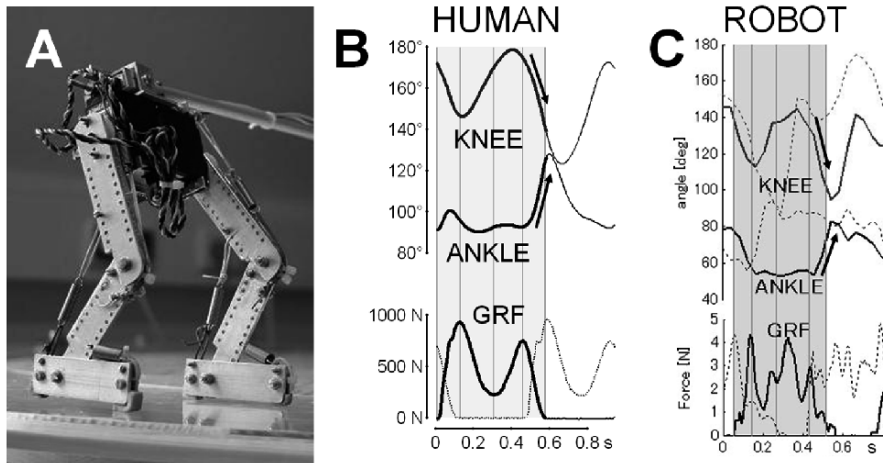 A
HUMAN
B
180°
160°
140°
120°
100°
80°
KNEE
ANKLE
1000 N
500 N
0 N
GRF
0
0.2
0.4
0.6
0.8
s
ROBOT
C
180
160
140
120
100
80
60
40
angle [deg]
KNEE
ANKLE
5
4
3
2
1
0
Force [N]
GRF
0
0.2
0.4
0.6
s